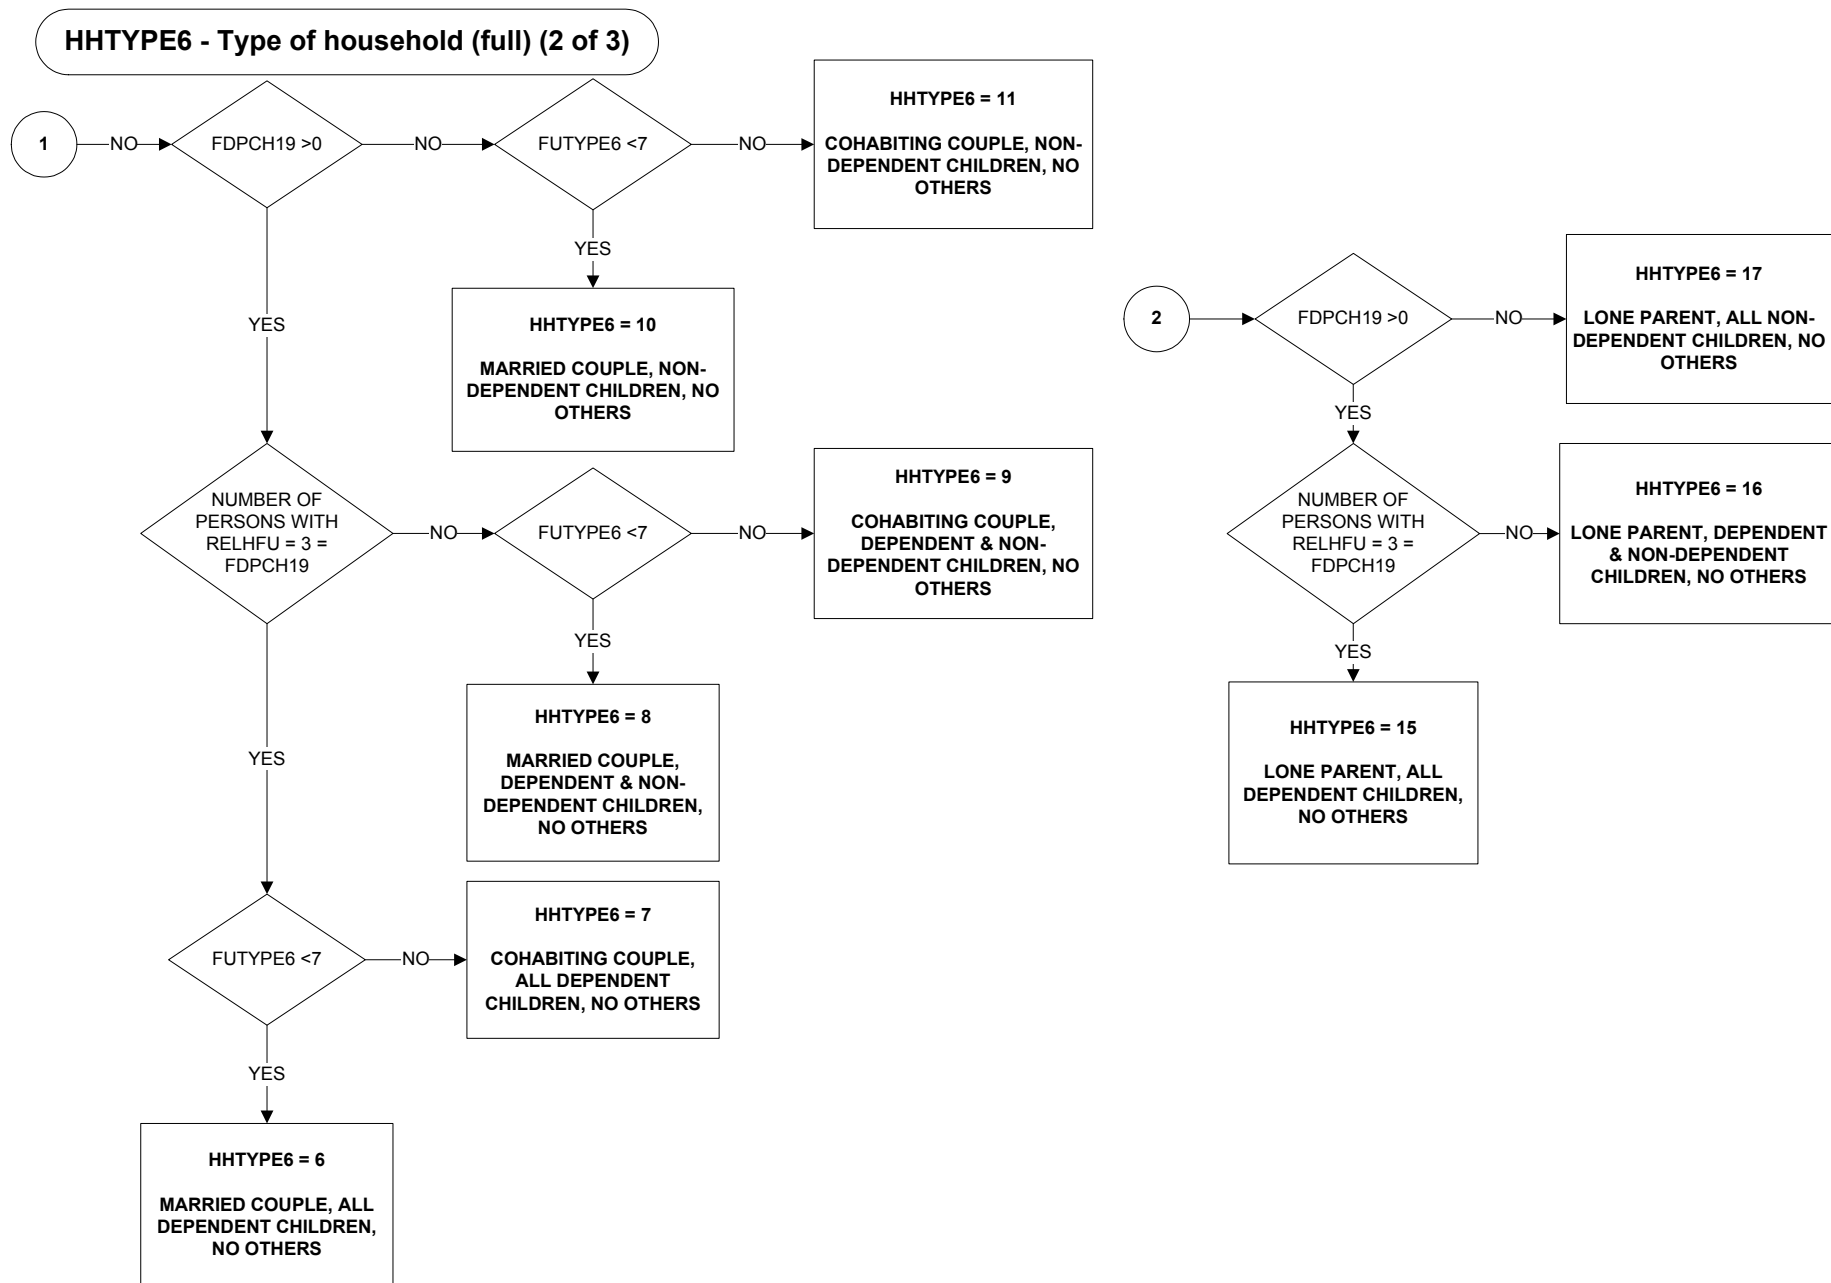 HHTYPE6 - Type of household (full) (2 of 3)
1
NO
FDPCH19 >0
NO
FUTYPE6 <7
NO
HHTYPE6 = 11
COHABITING COUPLE, NON-
DEPENDENT CHILDREN, NO
OTHERS
YES
HHTYPE6 = 10
MARRIED COUPLE, NON-
DEPENDENT CHILDREN, NO
OTHERS
YES
NUMBER OF
PERSONS WITH
RELHFU = 3 =
FDPCH19
NO
FUTYPE6 <7
NO
HHTYPE6 = 9
COHABITING COUPLE,
DEPENDENT & NON-
DEPENDENT CHILDREN, NO
OTHERS
YES
HHTYPE6 = 8
MARRIED COUPLE,
DEPENDENT & NON-
DEPENDENT CHILDREN,
NO OTHERS
YES
FUTYPE6 <7
NO
HHTYPE6 = 7
COHABITING COUPLE,
ALL DEPENDENT
CHILDREN, NO OTHERS
YES
HHTYPE6 = 6
MARRIED COUPLE, ALL
DEPENDENT CHILDREN,
NO OTHERS
2
FDPCH19 >0
NO
HHTYPE6 = 17
LONE PARENT, ALL NON-
DEPENDENT CHILDREN, NO
OTHERS
YES
NUMBER OF
PERSONS WITH
RELHFU = 3 =
FDPCH19
NO
HHTYPE6 = 16
LONE PARENT, DEPENDENT
& NON-DEPENDENT
CHILDREN, NO OTHERS
YES
HHTYPE6 = 15
LONE PARENT, ALL
DEPENDENT CHILDREN,
NO OTHERS